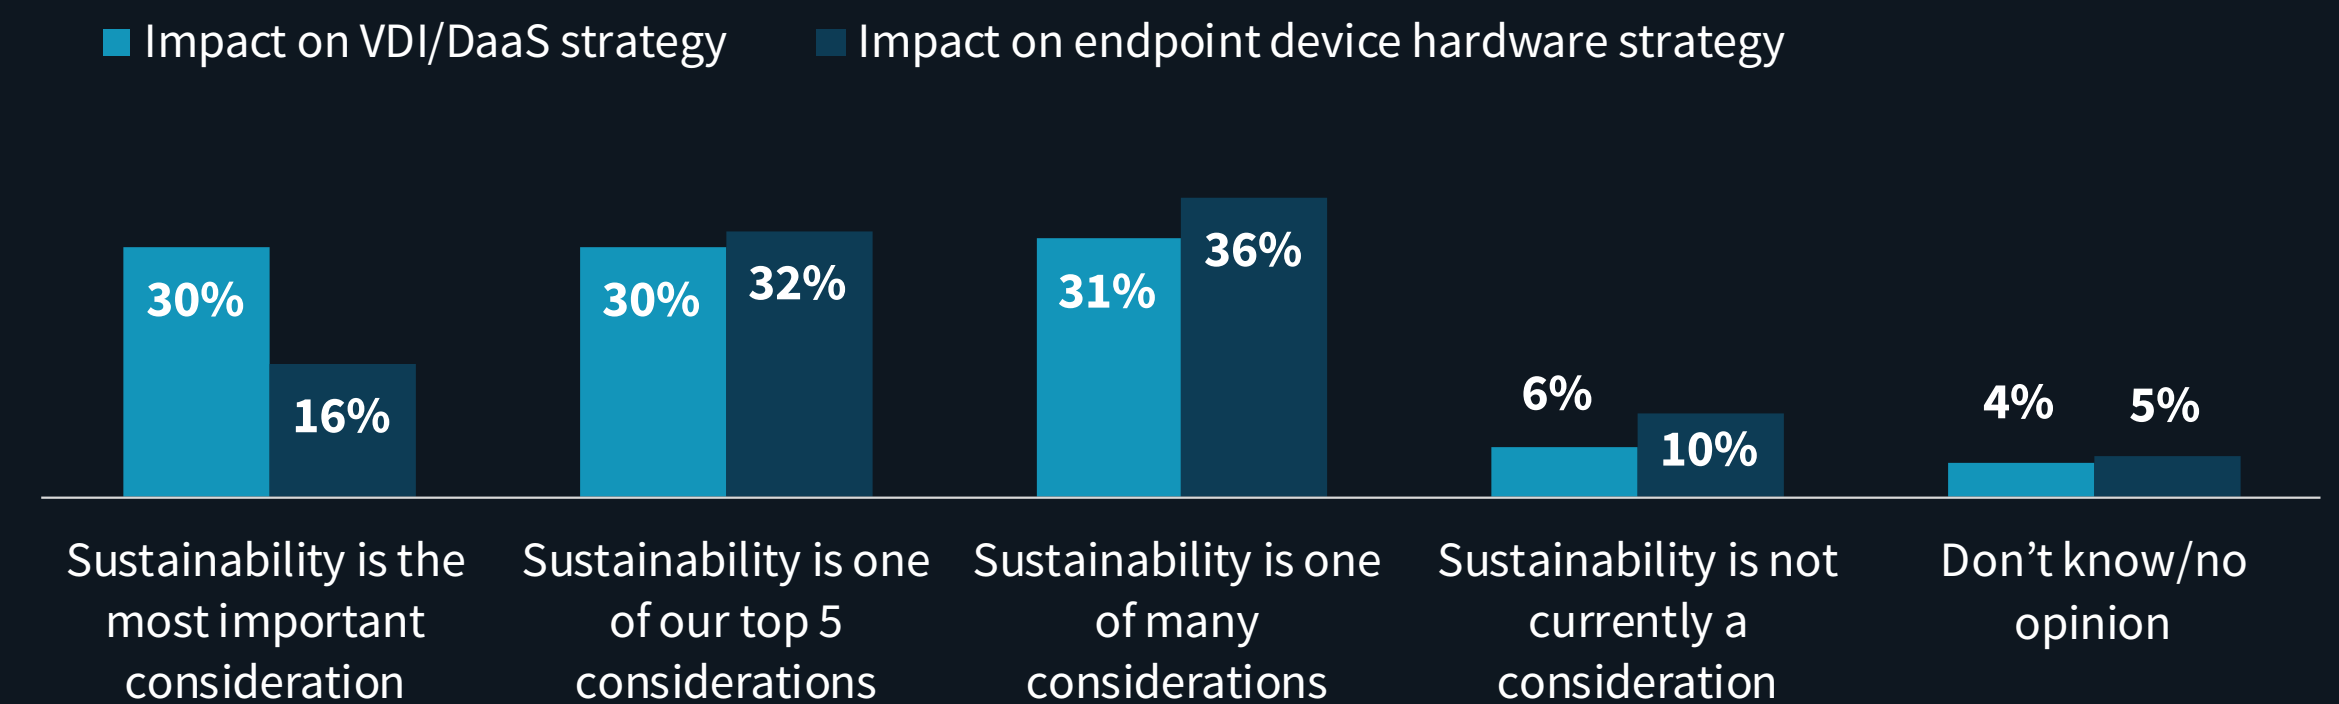 Impact on VDI/DaaS strategy
Impact on endpoint device hardware strategy
30%
16%
30%
32%
31%
36%
6%
10%
4%
5%
Sustainability is the
most important
consideration
Sustainability is one
of our top 5
considerations
Sustainability is one
of many
considerations
Sustainability is not
currently a
consideration
Don’t know/no
opinion